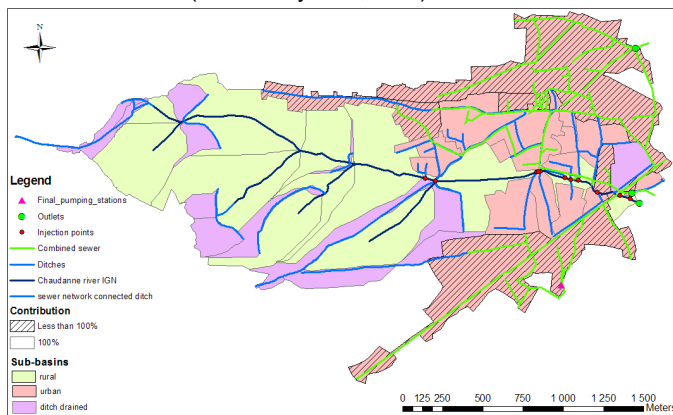 N
Legend
Final_pumping_stations
Outlets
Injection points
Combined sewer
Ditches
Chaudanne river IGN
sewer network connected ditch
Contribution
Less than 100%
100%
Sub-basins
rural
urban
ditch drained
0 125 250 500 750 1 000 1 250 1 500
Meters